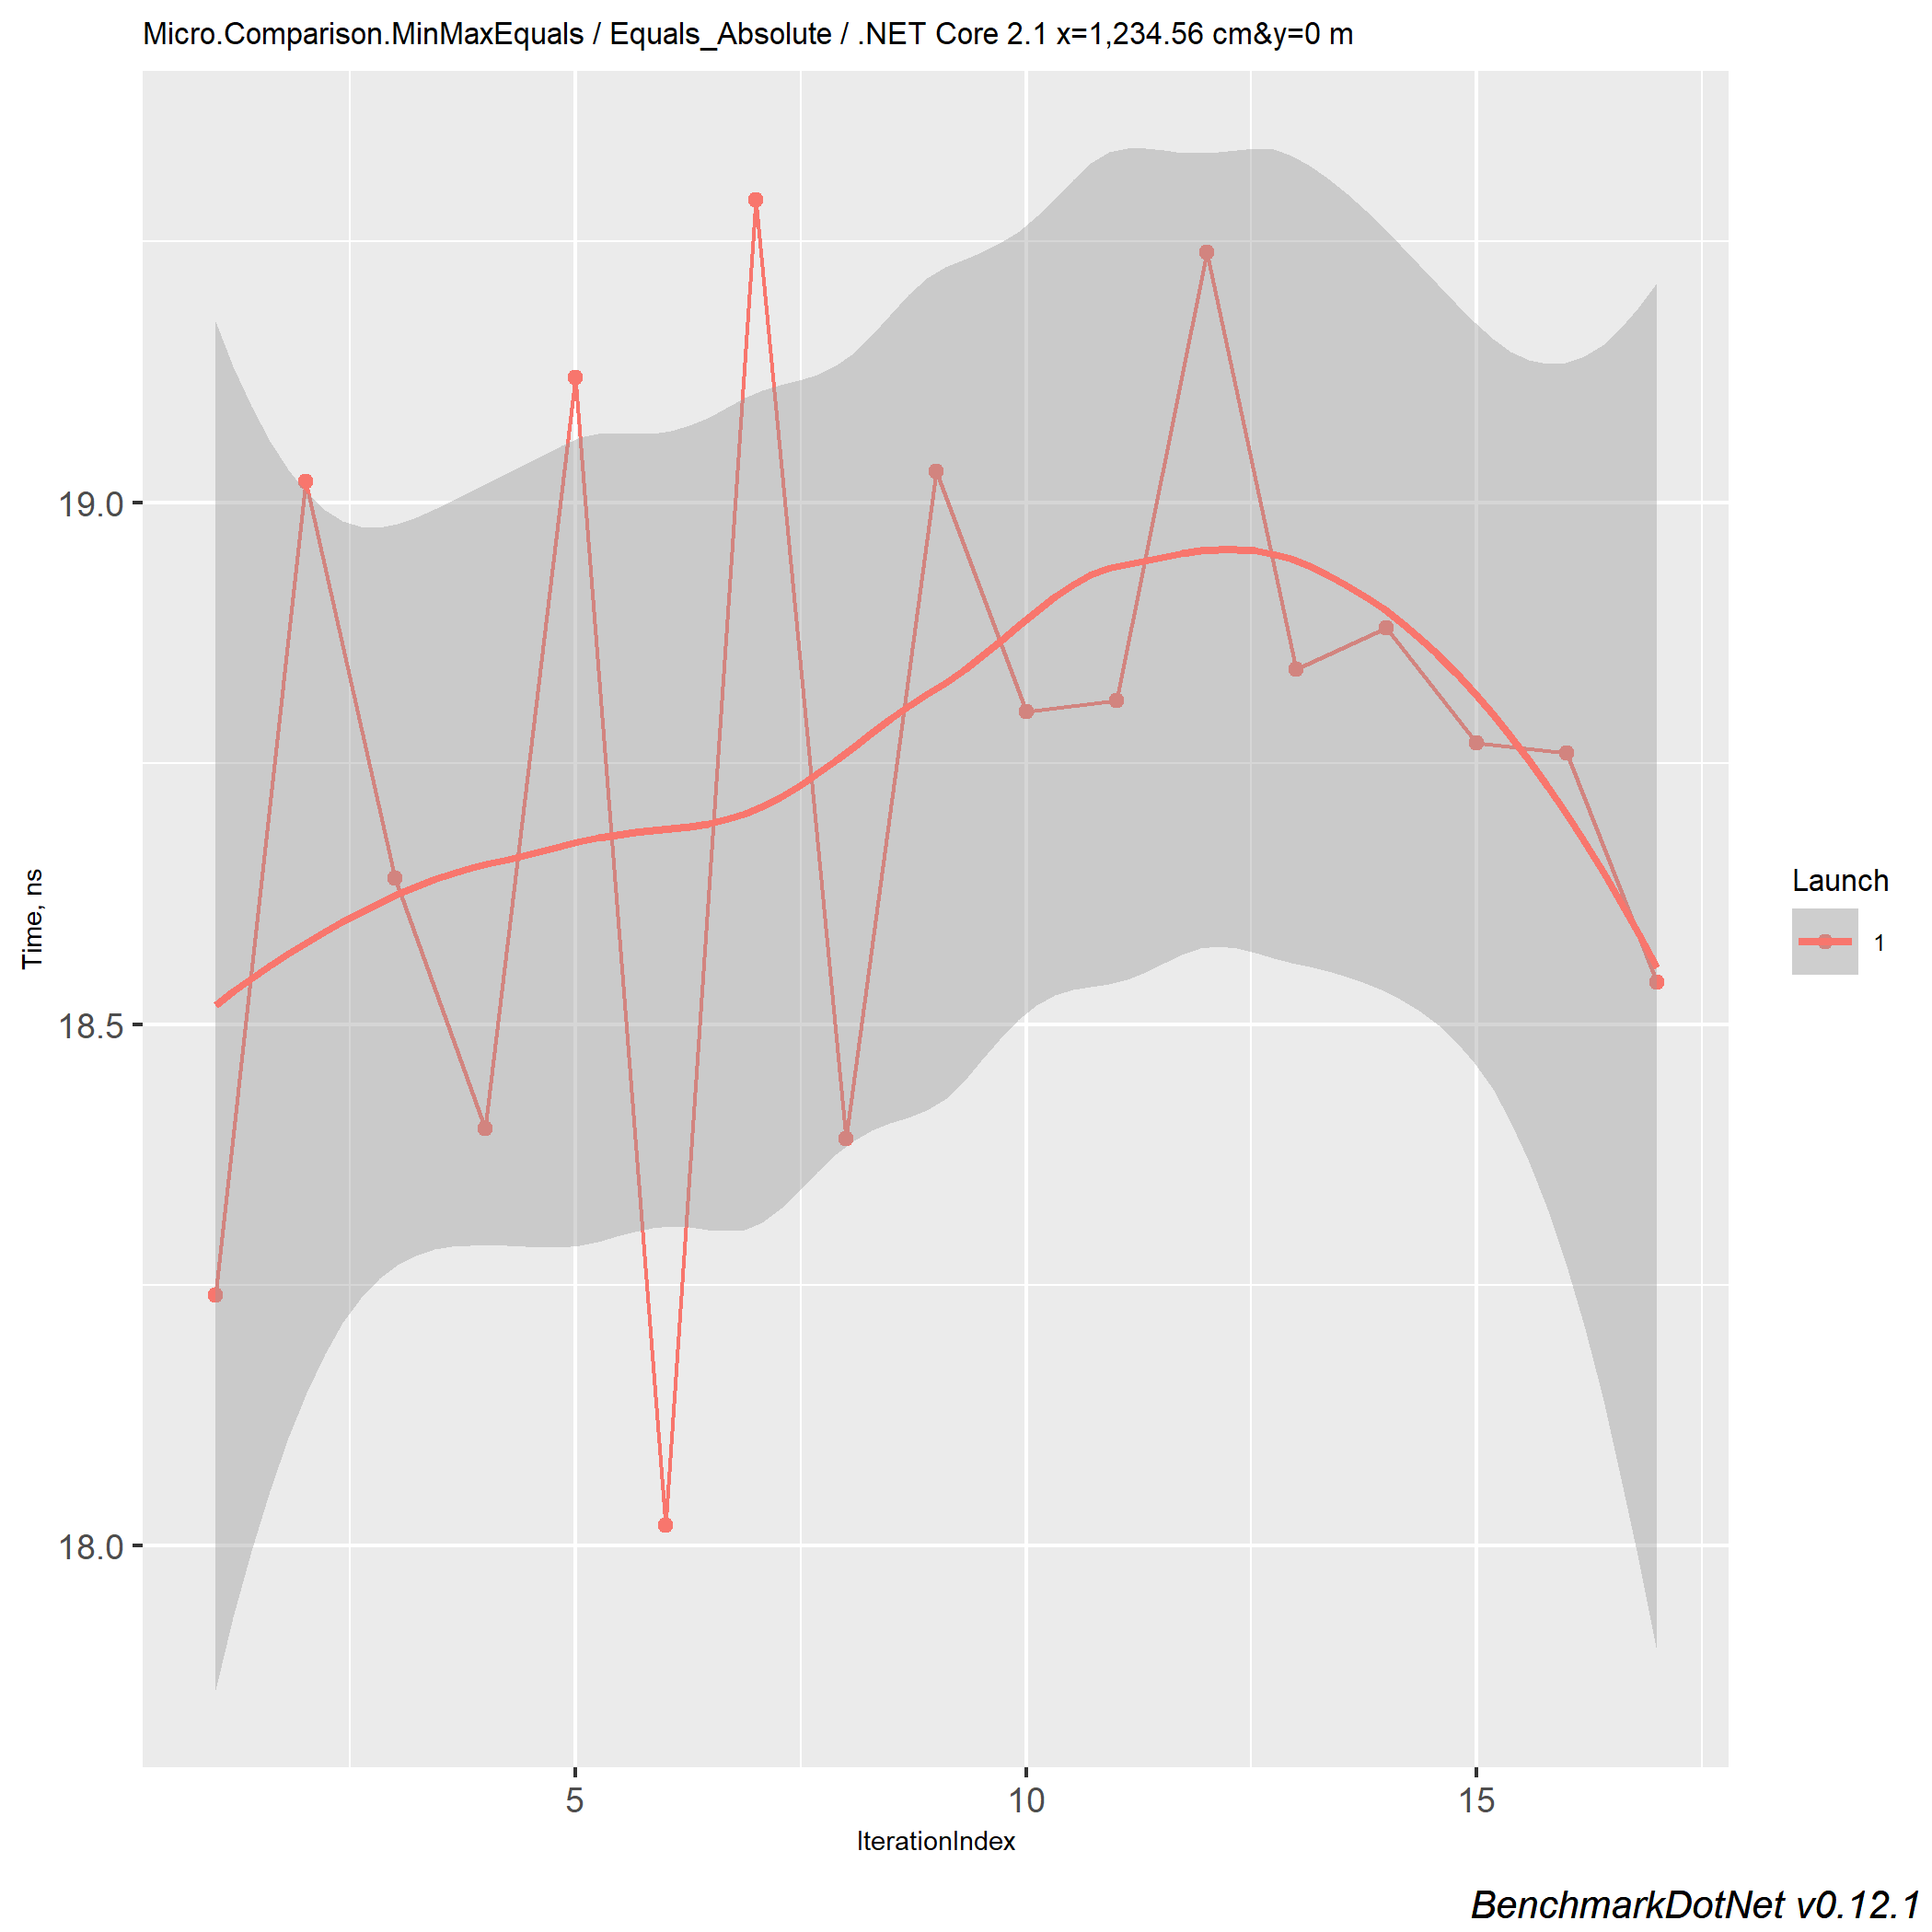 Micro.Comparison.MinMaxEquals / Equals_Absolute / .NET Core 2.1 x=1,234.56 cm&y=0 m
19.0
18.5
18.0
Time, ns
5 10 15
IterationIndex
Launch
1
BenchmarkDotNet v0.12.1